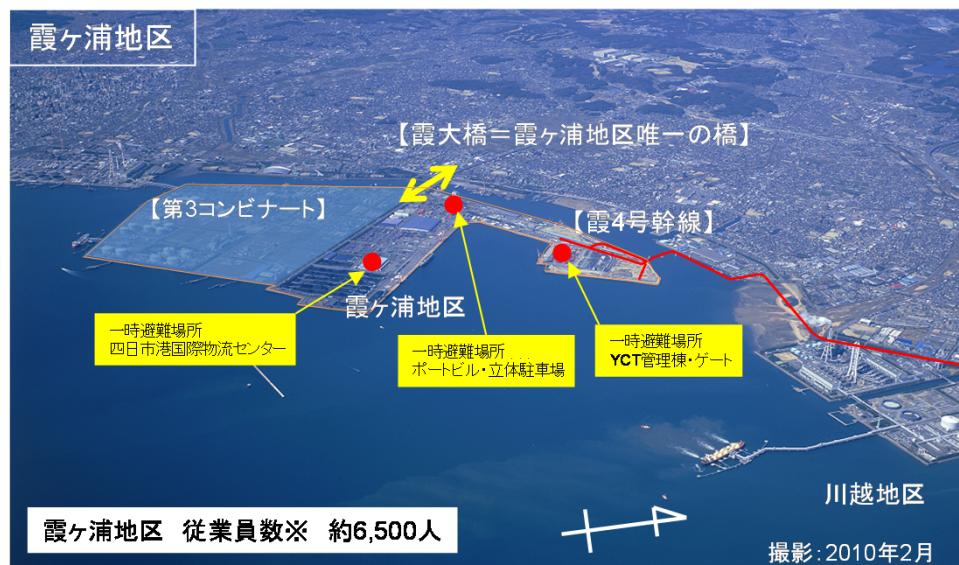 霞ヶ浦地区
【霞大橋＝霞ヶ浦地区唯一の橋】
【第3コンビナート】
【霞4号幹線】
霞ヶ浦地区
一時避難場所
四日市港国際物流センター
一時避難場所
ポートビル・立体駐車場
一時避難場所
YCT管理棟・ゲート
川越地区
霞ヶ浦地区 従業員数※ 約6,500人
撮影：2010年2月